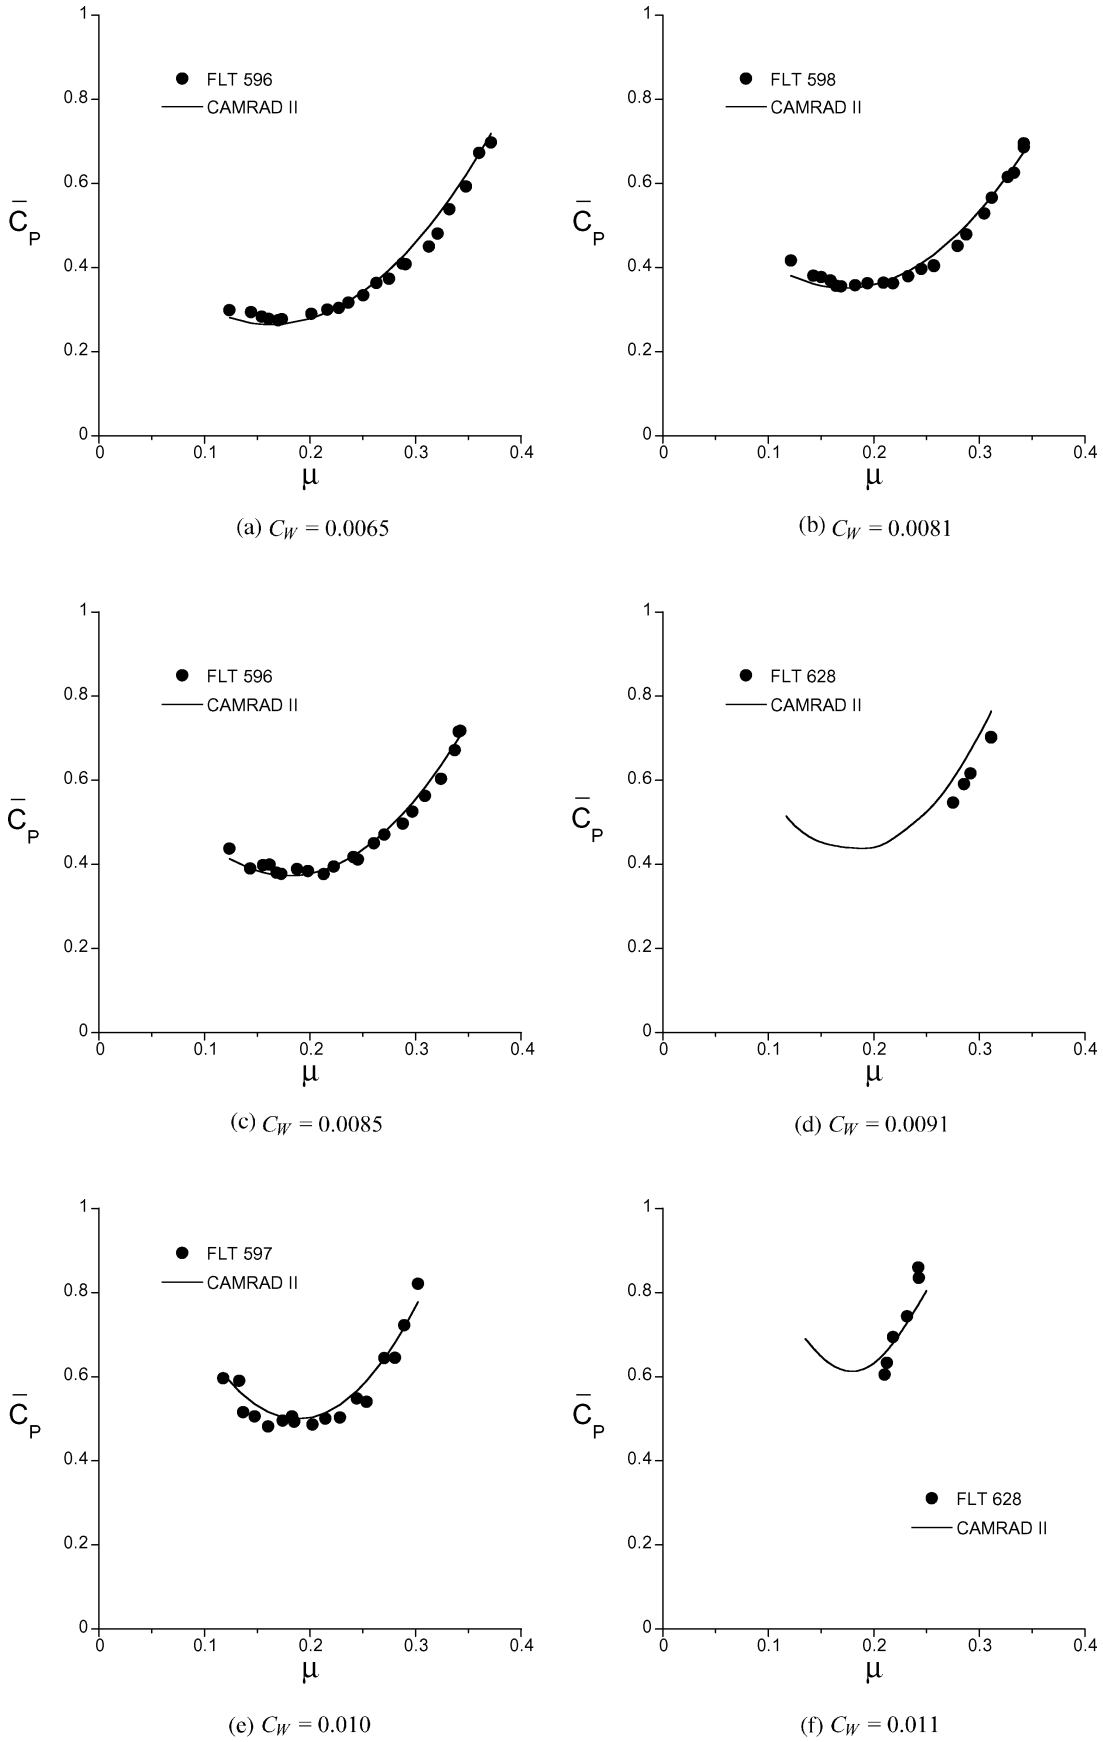 1
FLT 596
CAMRAD II
0.8
0.6
C̅P
0.4
0.2
0
0 0.1 0.2 0.3 0.4
μ
(a) CW = 0.0065
1
FLT 598
CAMRAD II
0.8
0.6
C̅P
0.4
0.2
0
0 0.1 0.2 0.3 0.4
μ
(b) CW = 0.0081
1
FLT 596
CAMRAD II
0.8
0.6
C̅P
0.4
0.2
0
0 0.1 0.2 0.3 0.4
μ
(c) CW = 0.0085
1
FLT 628
CAMRAD II
0.8
0.6
C̅P
0.4
0.2
0
0 0.1 0.2 0.3 0.4
μ
(d) CW = 0.0091
1
FLT 597
CAMRAD II
0.8
0.6
C̅P
0.4
0.2
0
0 0.1 0.2 0.3 0.4
μ
(e) CW = 0.010
1
0.8
0.6
C̅P
0.4
FLT 628
CAMRAD II
0.2
0
0 0.1 0.2 0.3 0.4
μ
(f) CW = 0.011